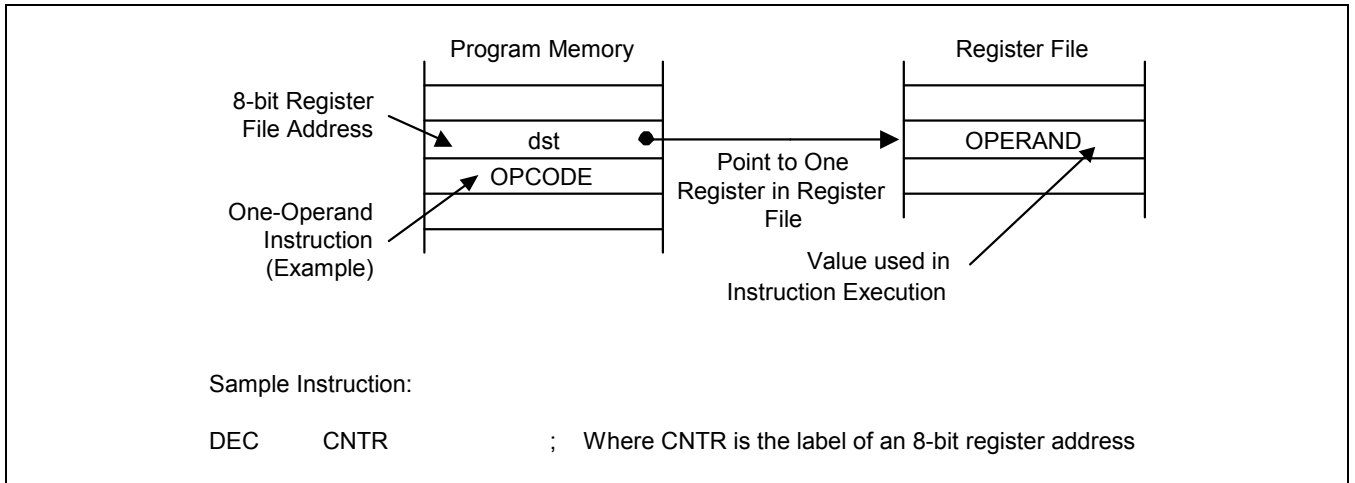 Program Memory
Register File
8-bit Register
File Address
dst
OPCODE
One-Operand
Instruction
(Example)
Point to One
Register in Register
File
OPERAND
Value used in
Instruction Execution
Sample Instruction:
DEC CNTR ; Where CNTR is the label of an 8-bit register address